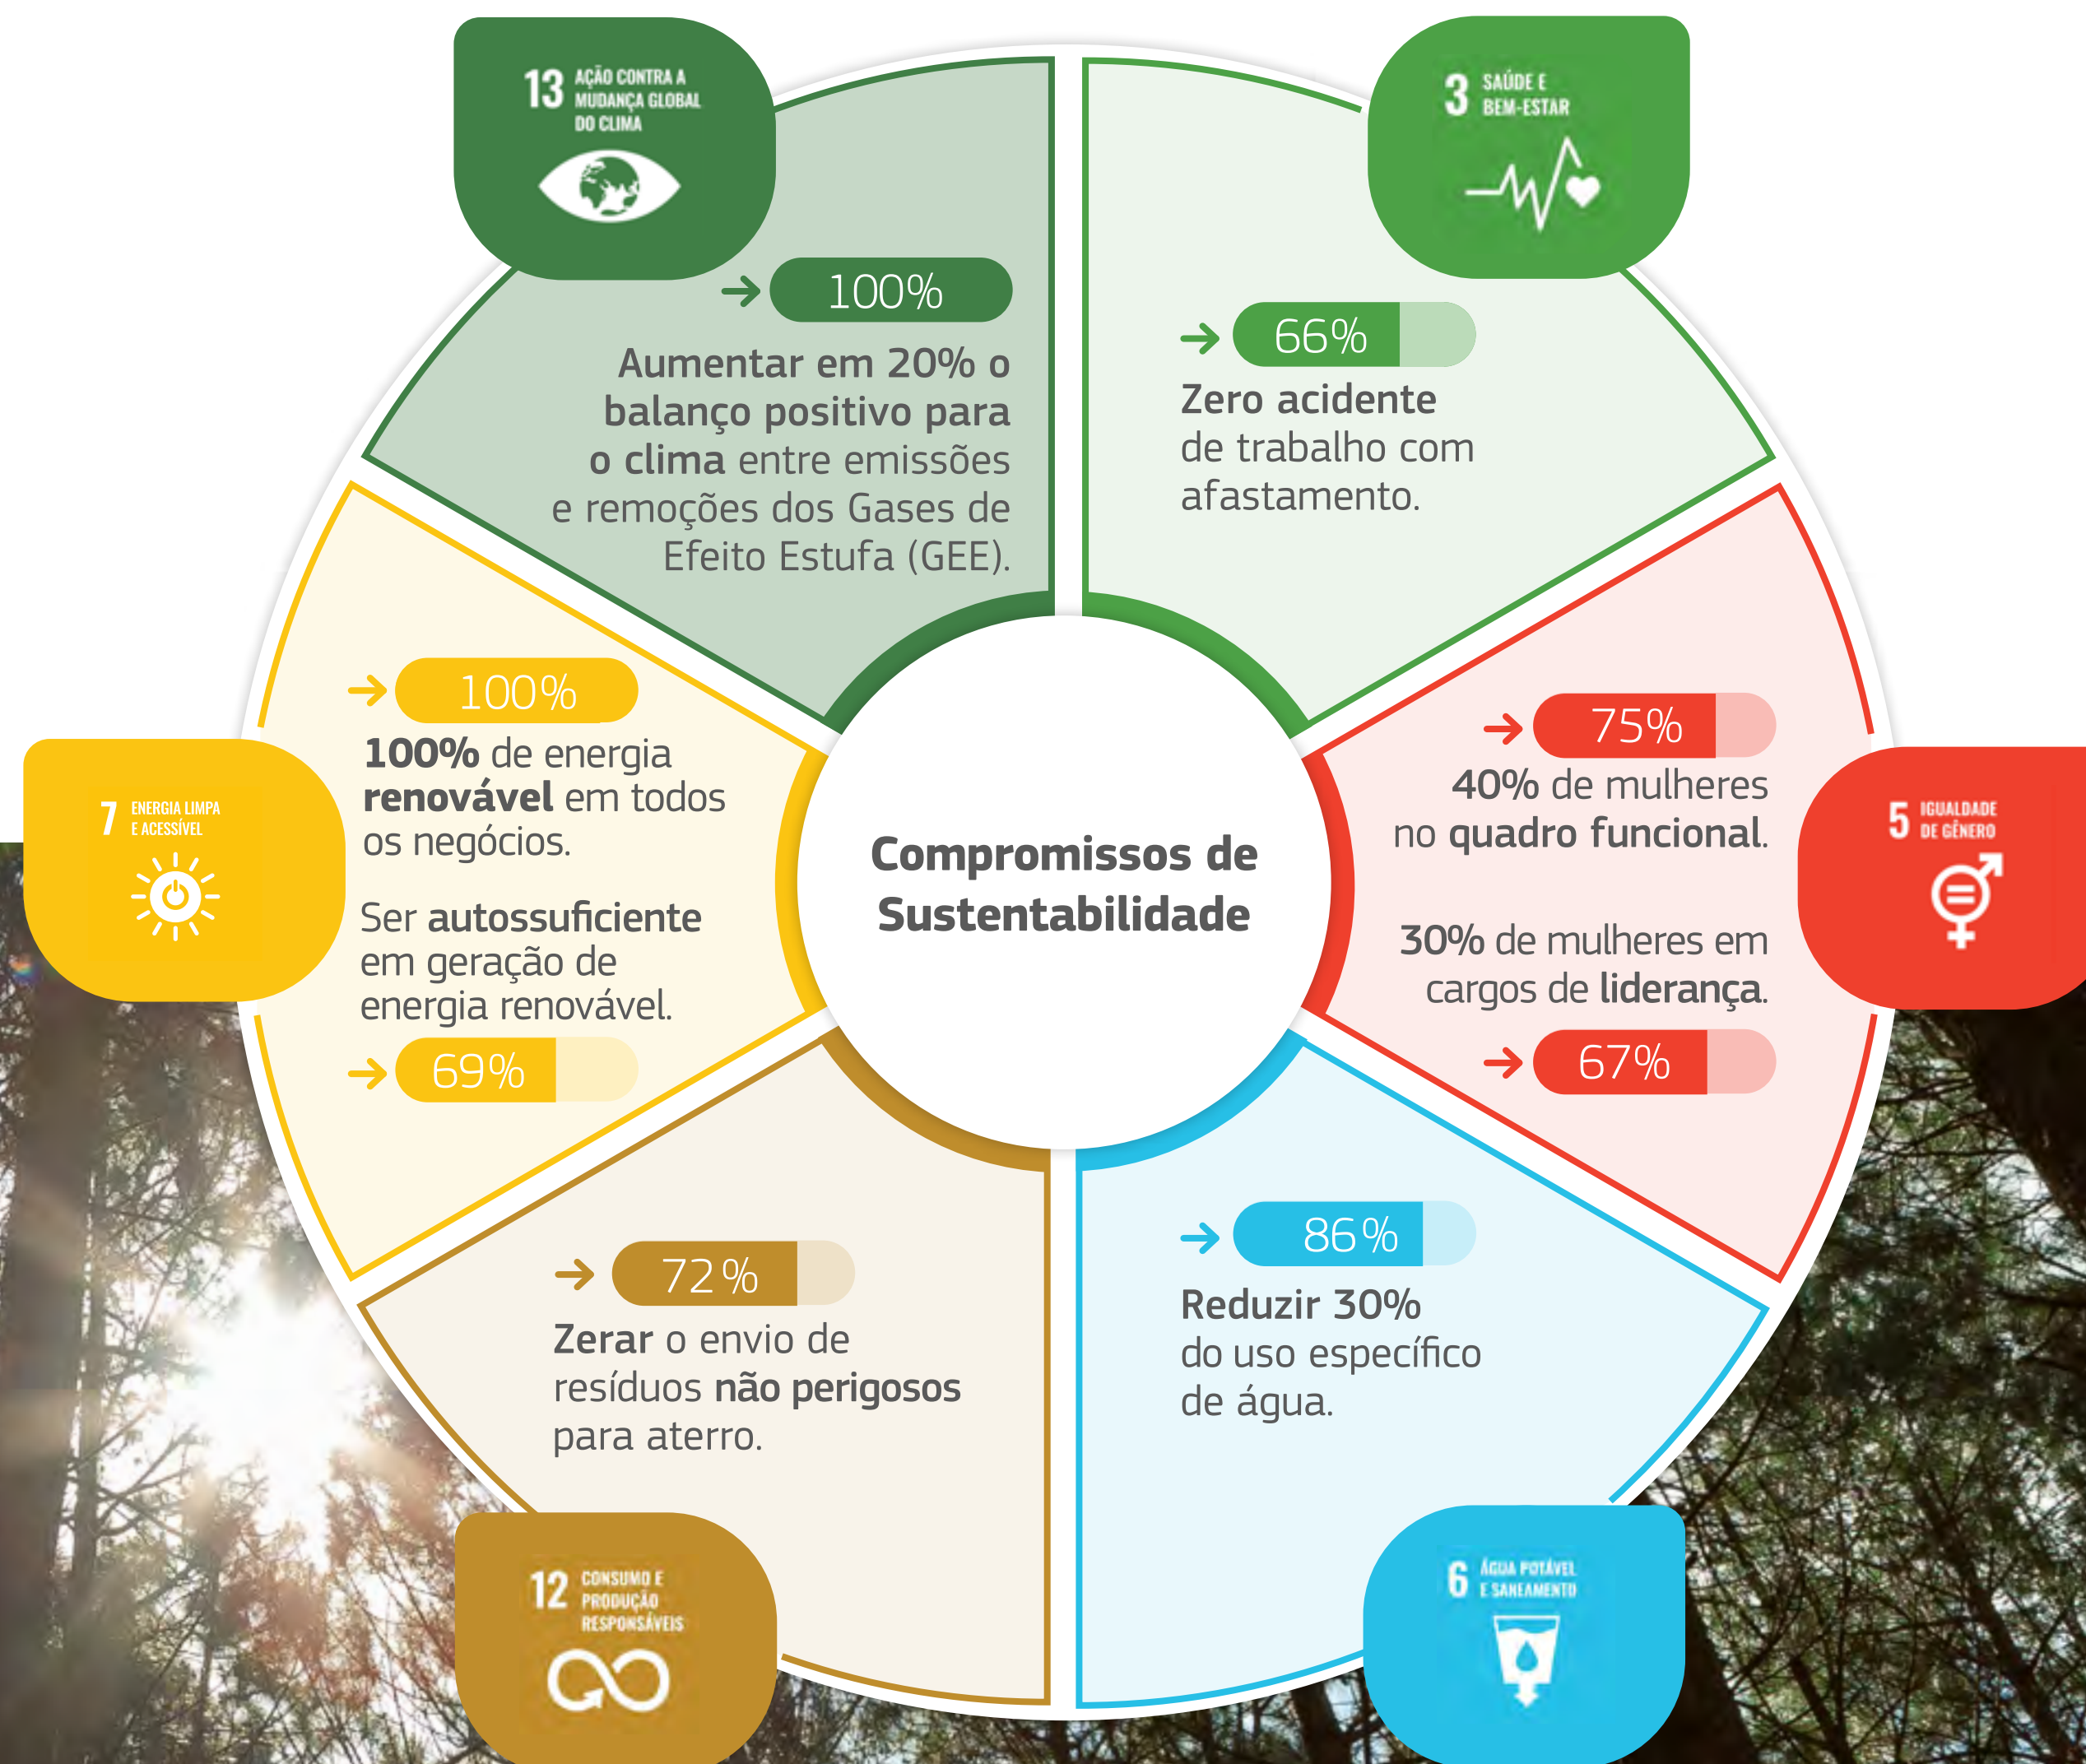 13 AÇÃO CONTRA A
MUDANÇA GLOBAL
DO CLIMA
100%
Aumentar em 20% o
balanço positivo para
o clima entre emissões
e remoções dos Gases de
Efeito Estufa (GEE).
3 SAÚDE E
BEM-ESTAR
66%
Zero acidente
de trabalho com
afastamento.
5 IGUALDADE
DE GÊNERO
75%
40% de mulheres
no quadro funcional.
30% de mulheres em
cargos de liderança.
67%
7 ENERGIA LIMPA
E ACESSÍVEL
100%
100% de energia
renovável em todos
os negócios.
Ser autossuficiente
em geração de
energia renovável.
69%
Compromissos de
Sustentabilidade
72%
Zerar o envio de
resíduos não perigosos
para aterro.
12 CONSUMO E
PRODUÇÃO
RESPONSÁVEIS
86%
Reduzir 30%
do uso específico
de água.
6 ÁGUA POTÁVEL
E SANEAMENTO